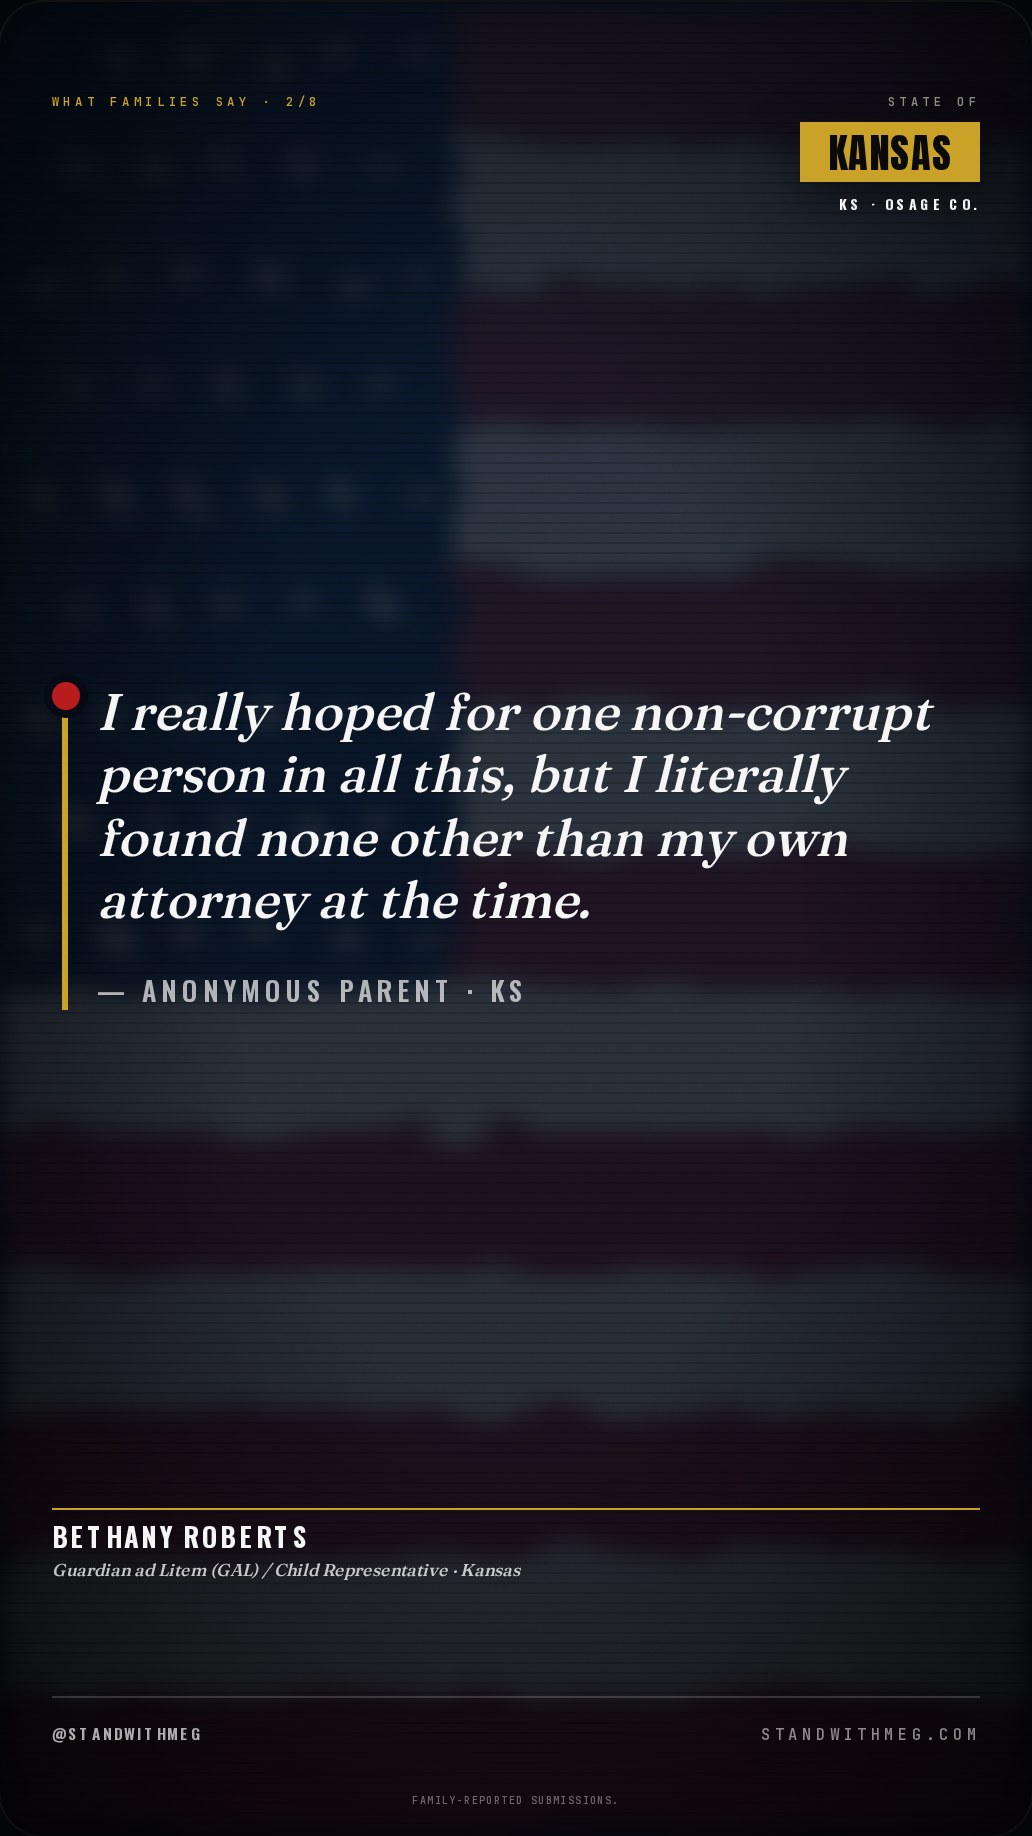 WHAT FAMILIES SAY · 2/8
STATE OF
KANSAS
KS · OSAGE CO.
I really hoped for one non-corrupt
person in all this, but I literally
found none other than my own
attorney at the time.
— ANONYMOUS PARENT · KS
BETHANY ROBERTS
Guardian ad Litem (GAL) / Child Representative · Kansas
@STANDWITHMEG
STANDWITHMEG.COM
FAMILY-REPORTED SUBMISSIONS.